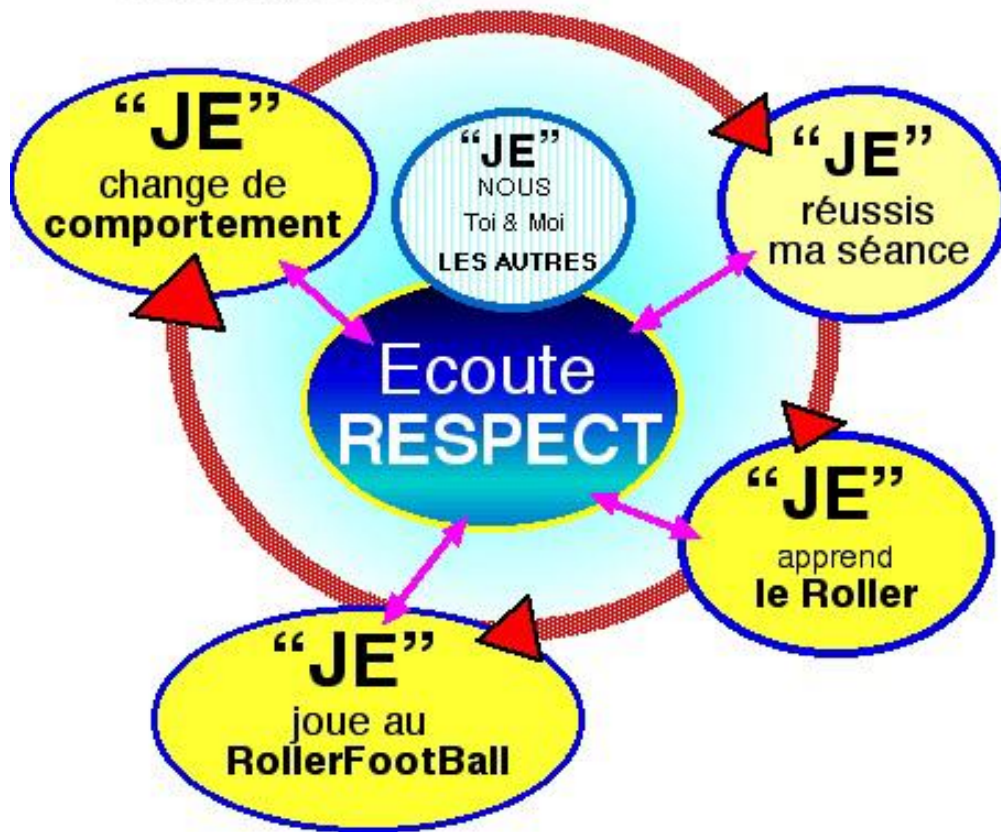 “JE”
change de
comportement
“JE”
NOUS
Toi & Moi
LES AUTRES
“JE”
réussis
ma séance
Ecoute
RESPECT
“JE”
apprend
le Roller
“JE”
joue au
RollerFootBall